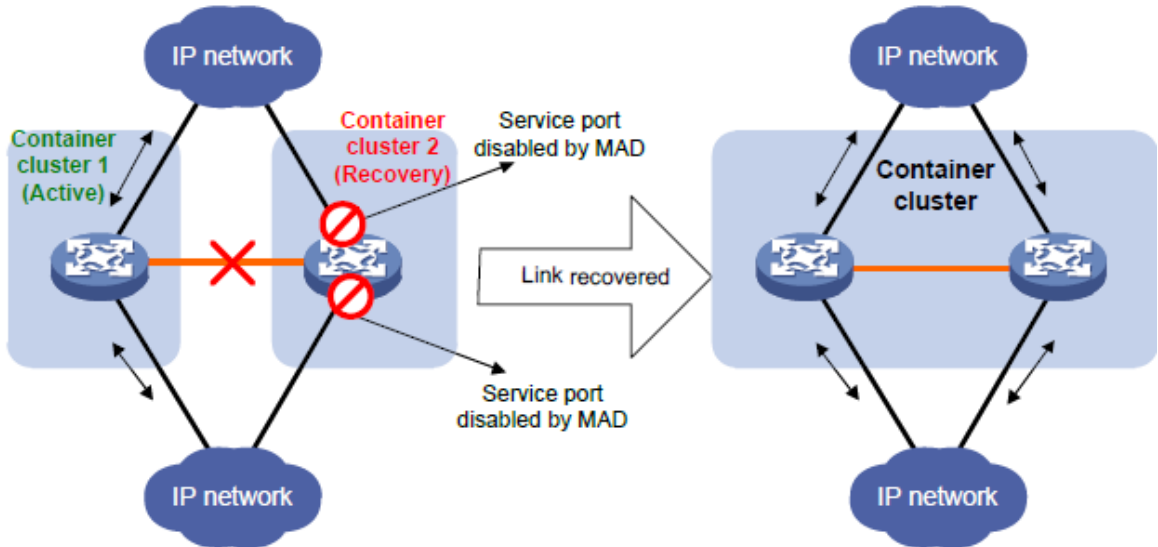 IP network
Container
cluster 1
(Active)
Container
cluster 2
(Recovery)
Service port
disabled by MAD
Service port
disabled by MAD
IP network
Link recovered
IP network
Container
cluster
IP network